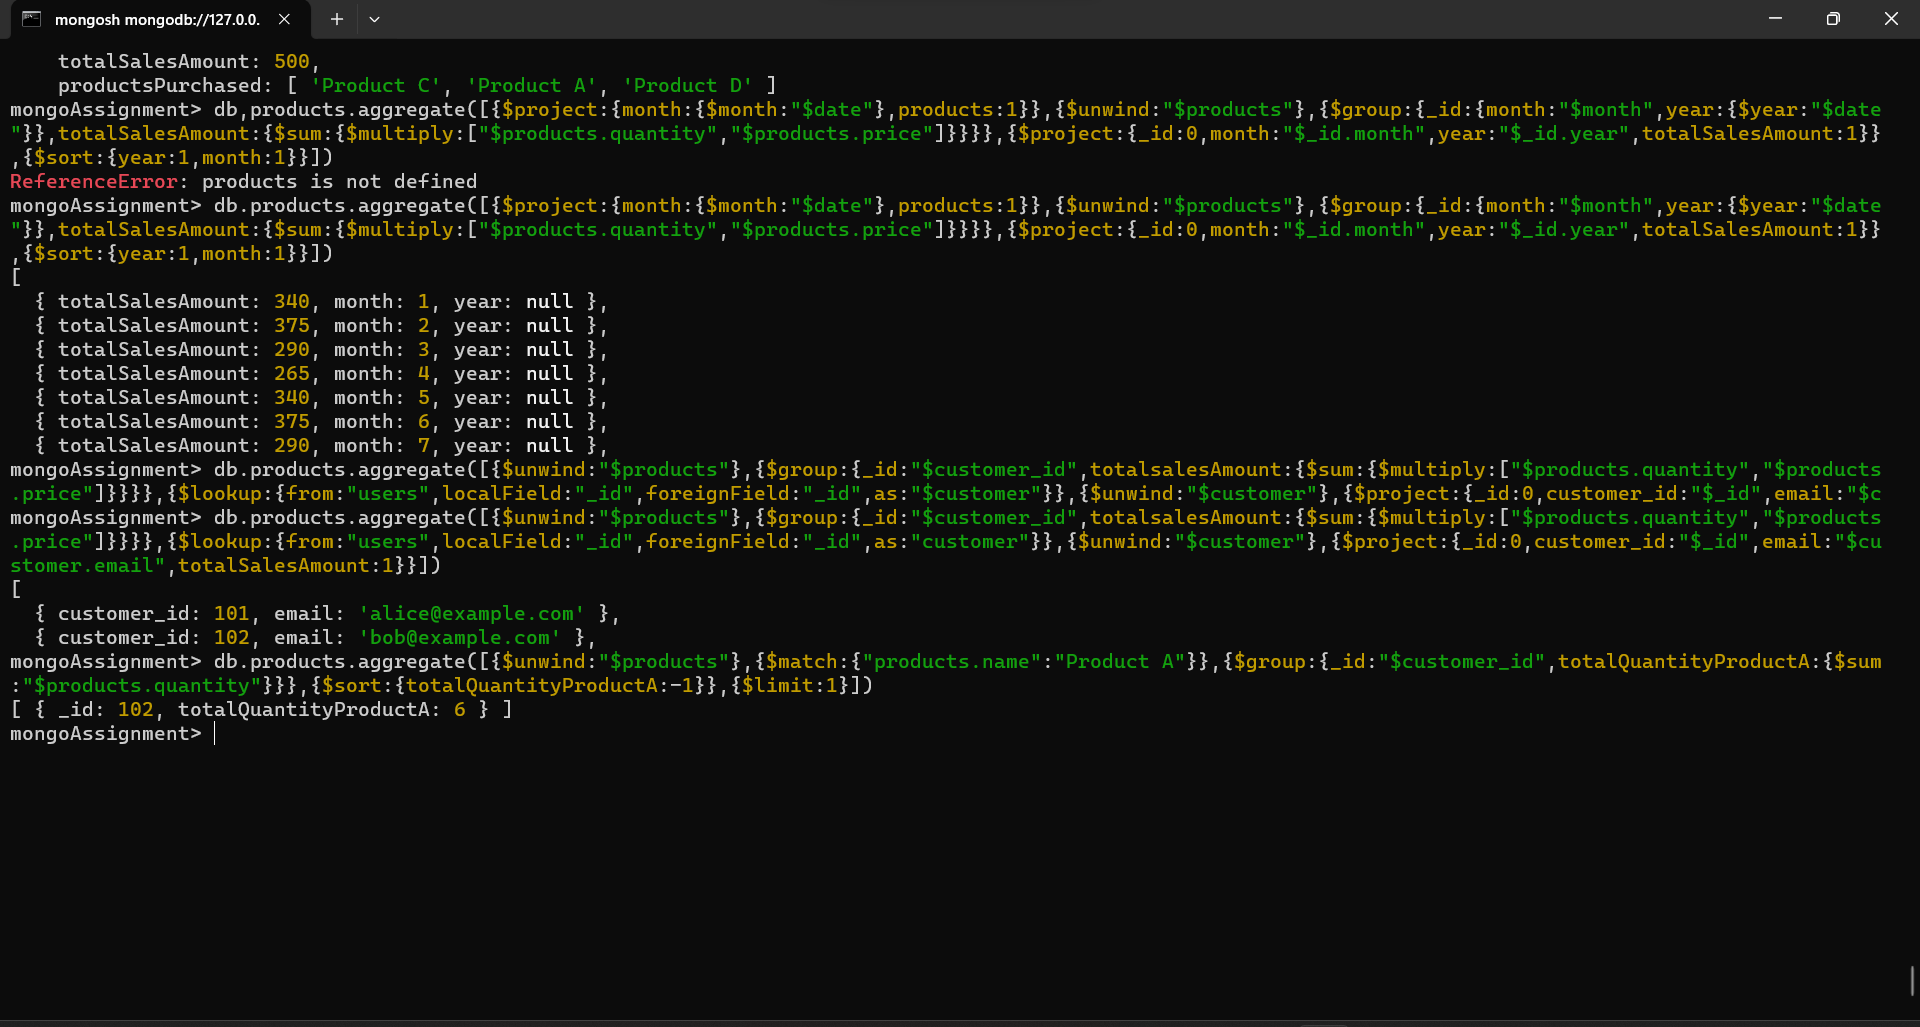 mongosh mongodb://127.0.0.
    totalSalesAmount: 500,
    productsPurchased: [ 'Product C', 'Product A', 'Product D' ]
mongoAssignment> db,products.aggregate([{$project:{month:{$month:"$date"},products:1}},{$unwind:"$products"},{$group:{_id:{month:"$month",year:{$year:"$date
"}},totalSalesAmount:{$sum:{$multiply:["$products.quantity","$products.price"]}}}},{$project:{_id:0,month:"$_id.month",year:"$_id.year",totalSalesAmount:1}}
,{$sort:{year:1,month:1}}])
ReferenceError: products is not defined
mongoAssignment> db.products.aggregate([{$project:{month:{$month:"$date"},products:1}},{$unwind:"$products"},{$group:{_id:{month:"$month",year:{$year:"$date
"}},totalSalesAmount:{$sum:{$multiply:["$products.quantity","$products.price"]}}}},{$project:{_id:0,month:"$_id.month",year:"$_id.year",totalSalesAmount:1}}
,{$sort:{year:1,month:1}}])
[
  { totalSalesAmount: 340, month: 1, year: null },
  { totalSalesAmount: 375, month: 2, year: null },
  { totalSalesAmount: 290, month: 3, year: null },
  { totalSalesAmount: 265, month: 4, year: null },
  { totalSalesAmount: 340, month: 5, year: null },
  { totalSalesAmount: 375, month: 6, year: null },
  { totalSalesAmount: 290, month: 7, year: null },
mongoAssignment> db.products.aggregate([{$unwind:"$products"},{$group:{_id:"$customer_id",totalsalesAmount:{$sum:{$multiply:["$products.quantity","$products
.price"]}}}},{$lookup:{from:"users",localField:"_id",foreignField:"_id",as:"$customer"}},{$unwind:"$customer"},{$project:{_id:0,customer_id:"$_id",email:"$c
mongoAssignment> db.products.aggregate([{$unwind:"$products"},{$group:{_id:"$customer_id",totalsalesAmount:{$sum:{$multiply:["$products.quantity","$products
.price"]}}}},{$lookup:{from:"users",localField:"_id",foreignField:"_id",as:"customer"}},{$unwind:"$customer"},{$project:{_id:0,customer_id:"$_id",email:"$cu
stomer.email",totalSalesAmount:1}}])
[
  { customer_id: 101, email: 'alice@example.com' },
  { customer_id: 102, email: 'bob@example.com' },
mongoAssignment> db.products.aggregate([{$unwind:"$products"},{$match:{"products.name":"Product A"}},{$group:{_id:"$customer_id",totalQuantityProductA:{$sum
:"$products.quantity"}}},{$sort:{totalQuantityProductA:-1}},{$limit:1}])
[ { _id: 102, totalQuantityProductA: 6 } ]
mongoAssignment>